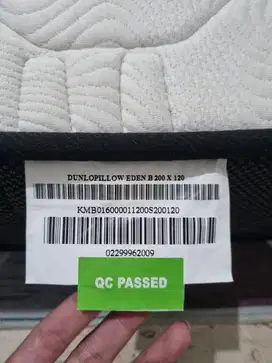 DUNLOPILLOW EDEN B 200 X 120
KMB016000011200S200120
02299962009
QC PASSED